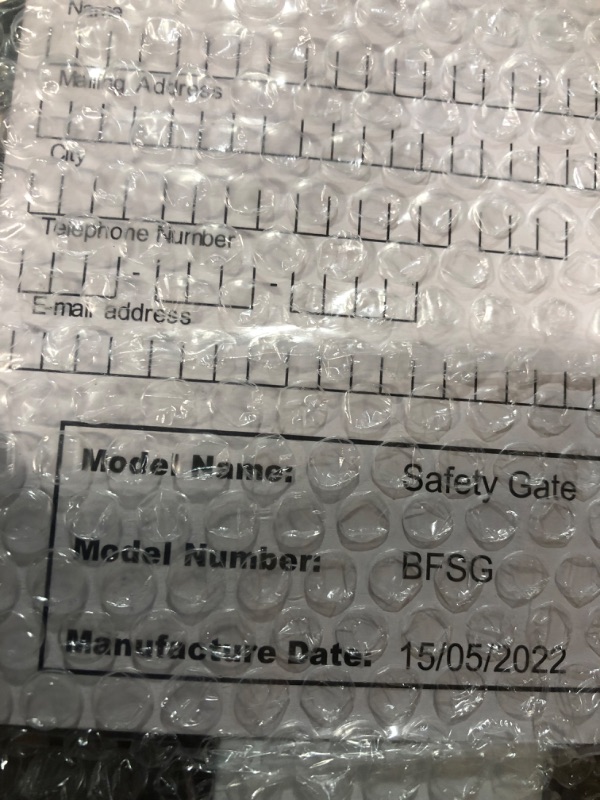 Name
Mailing Address
City
Telephone Number
- -
E-mail address
Model Name: Safety Gate
Model Number: BFSG
Manufacture Date: 15/05/2022